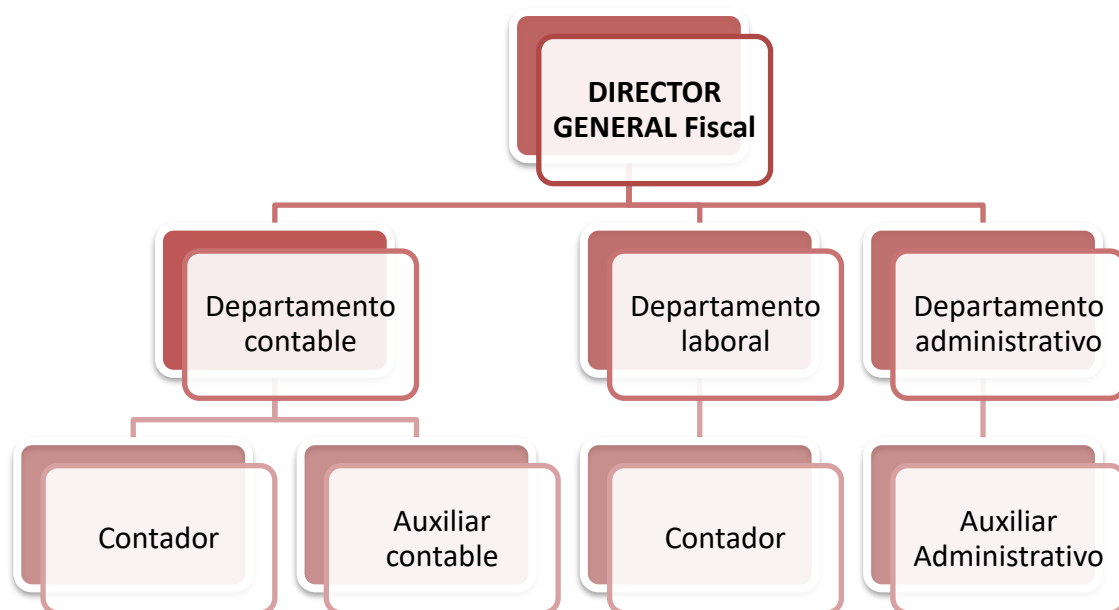 DIRECTOR
GENERAL Fiscal
Departamento
contable
Departamento
laboral
Departamento
administrativo
Contador
Auxiliar
contable
Contador
Auxiliar
Administrativo